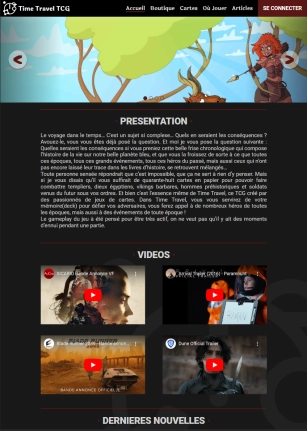 Time Travel TCG
Accueil Boutique Cartes Où Jouer Articles SE CONNECTER
PRESENTATION
Le voyage dans le temps... C'est un sujet si complexe... Quels en seraient les conséquences ?
Avouez-le, vous vous êtes déjà posé la question. Et moi je vous pose la question suivante :
Quelles seraient les conséquences si vous preniez cette belle frise chronologique qui compose
l'histoire de la vie sur notre belle planète bleu, et que vous la froissez de sorte à ce que toutes
ces époques, tous ces grands événements, tous ces héros du passé, mais aussi ceux qui n'ont
pas encore laissé leur trace dans les livres d'histoire, se retrouvent mélangés...
Toute personne sensée répondrait que c'est impossible, que ça ne sert à rien d'y penser. Mais
si je vous disais qu'il vous suffirait de quarante-huit cartes en papier pour pouvoir faire
combattre templiers, dieux égyptiens, vikings barbares, hommes préhistoriques et soldats
venus du futur sous vos ordres. Et bien c'est l'essence même de Time Travel, ce TCG créé par
des passionnés de jeux de cartes. Dans Time Travel, vous vous servirez de votre
mémoire(deck) pour défier vos adversaires, vous ferez appel à de nombreux héros de toutes
les époques, mais aussi à des événements de toute époque !
Le gameplay du jeu à été pensé pour être très actif, on ne veut pas qu'il y ait des moments
d'ennui pendant une partie.
VIDEOS
SICARIO Bande Annonce VF
Arrival Trailer (2016) - Paramount
Blade Runner 2049 - Bande-annonce
BANDE ANNONCE OFFICIELLE
Dune Official Trailer
DERNIERES NOUVELLES